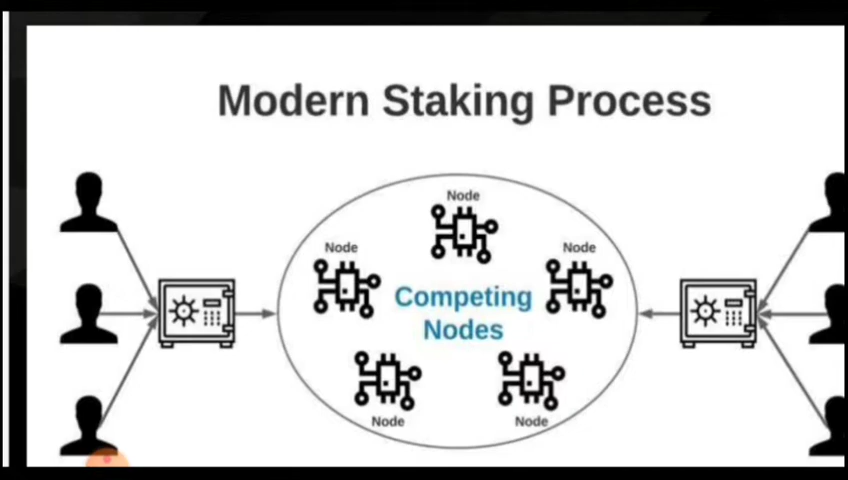 Modern Staking Process
Node
Node
Node
Competing
Nodes
Node
Node